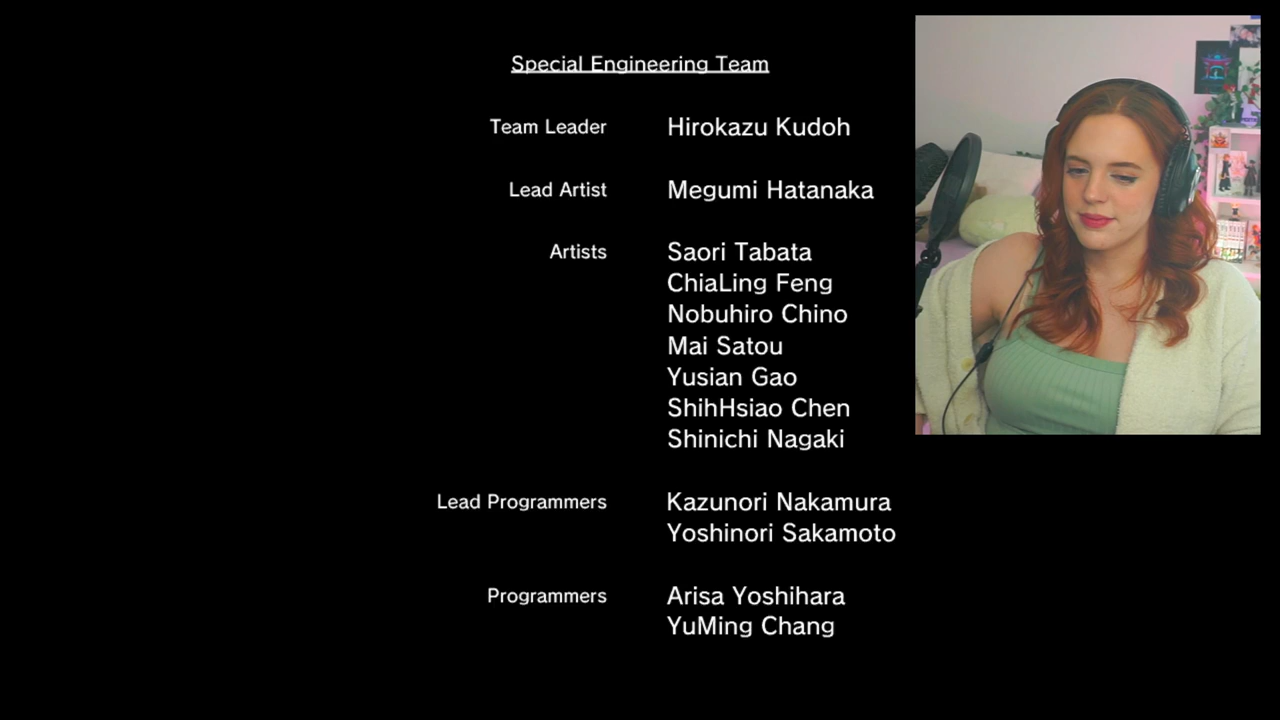 Special Engineering Team
Team Leader Hirokazu Kudoh
Lead Artist Megumi Hatanaka
Artists Saori Tabata
ChiaLing Feng
Nobuhiro Chino
Mai Satou
Yusian Gao
ShihHsiao Chen
Shinichi Nagaki
Lead Programmers Kazunori Nakamura
Yoshinori Sakamoto
Programmers Arisa Yoshihara
YuMing Chang